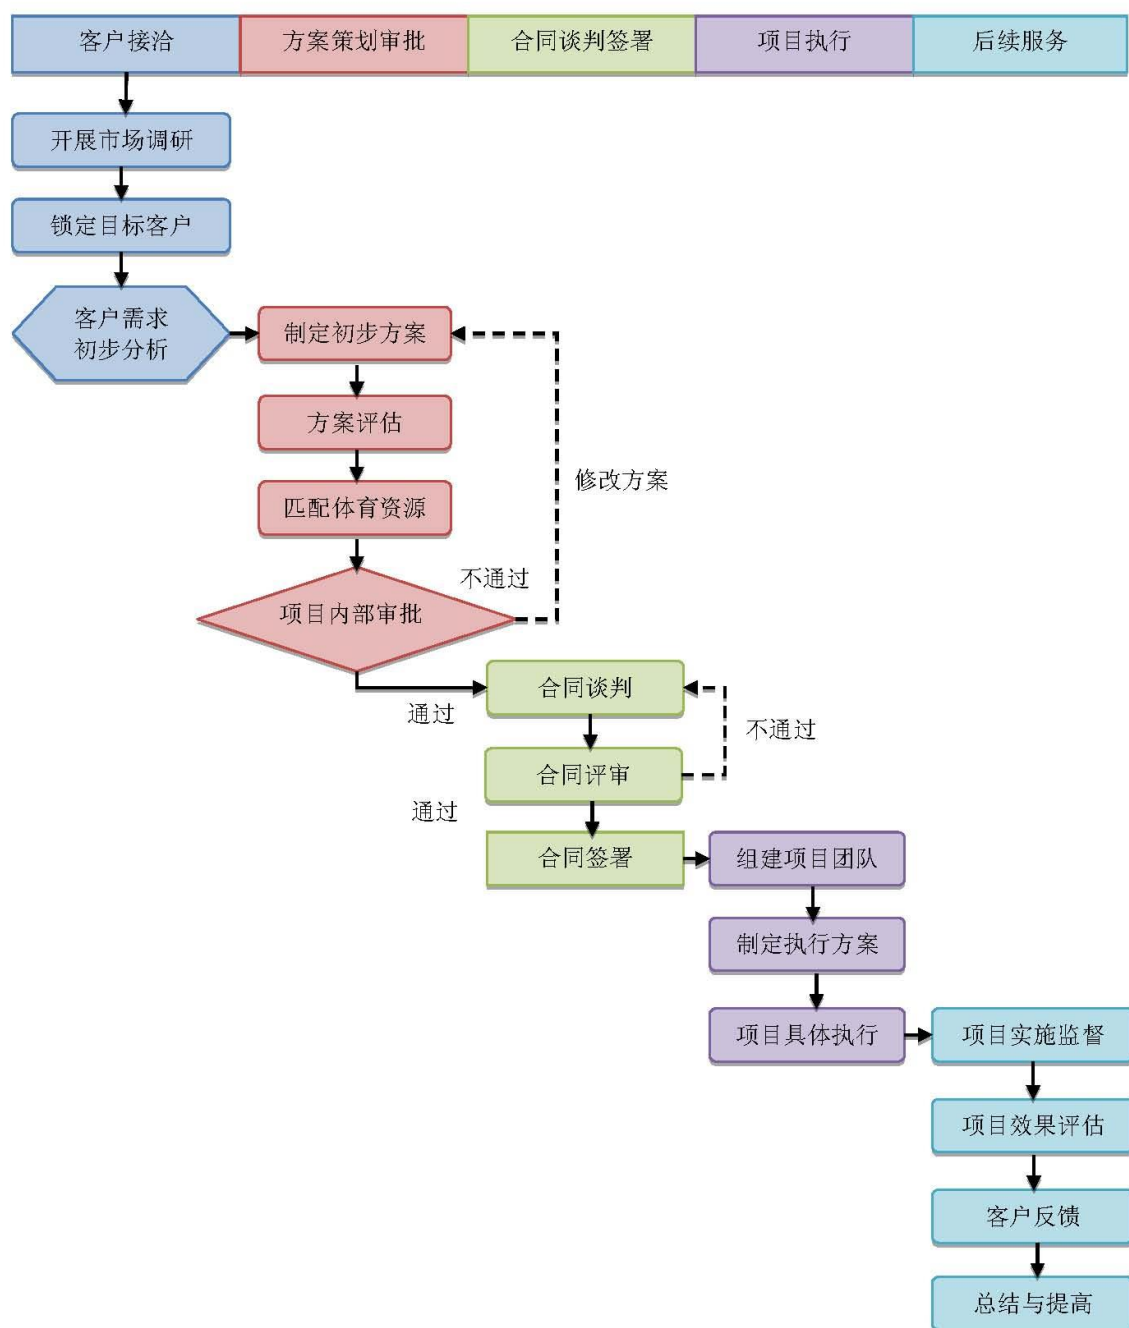 客户接洽
方案策划审批
合同谈判签署
项目执行
后续服务
开展市场调研
锁定目标客户
客户需求
初步分析
制定初步方案
方案评估
修改方案
匹配体育资源
不通过
项目内部审批
合同谈判
通过
不通过
合同评审
通过
合同签署
组建项目团队
制定执行方案
项目具体执行
项目实施监督
项目效果评估
客户反馈
总结与提高